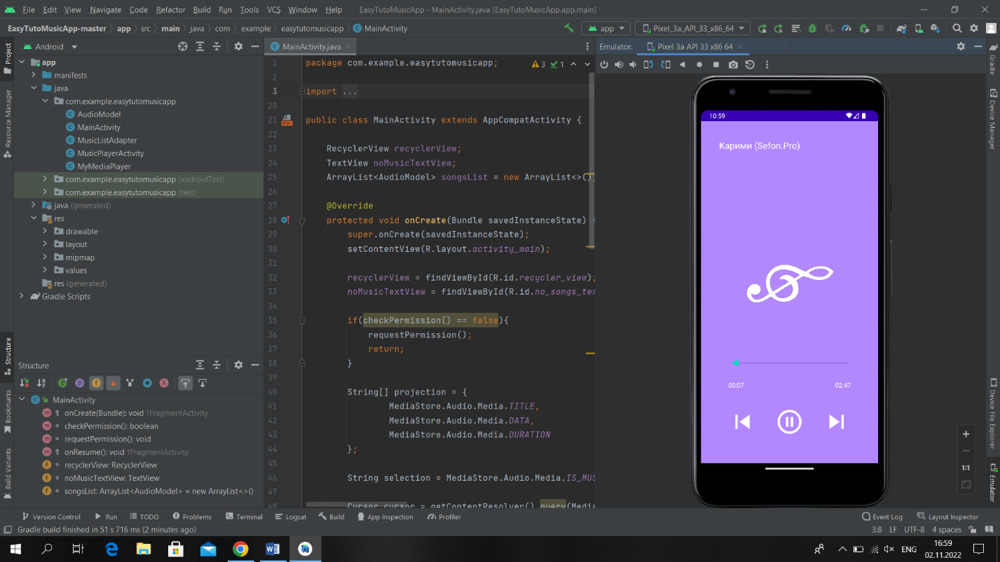 File Edit View Navigate Code Refactor Build Run Tools VCS Window Help EasyTutoMusicApp - MainActivity.java [EasyTutoMusicApp.app.main]
EasyTutoMusicApp-master app src main java com example easytutomusicapp MainActivity app Pixel_3a_API_33_x86_64
Project
Resource Manager
Structure
Bookmarks
Build Variants
Android
app
manifests
java
com.example.easytutomusicapp
AudioModel
MainActivity
MusicListAdapter
MusicPlayerActivity
MyMediaPlayer
com.example.easytutomusicapp (androidTest)
com.example.easytutomusicapp (test)
java (generated)
res
drawable
layout
mipmap
values
res (generated)
Gradle Scripts
Structure
MainActivity
onCreate(Bundle): void ↑FragmentActivity
checkPermission(): boolean
requestPermission(): void
onResume(): void ↑FragmentActivity
recyclerView: RecyclerView
noMusicTextView: TextView
songsList: ArrayList<AudioModel> = new ArrayList<>()
MainActivity.java
3 1
1 package com.example.easytutomusicapp;
2
3 import ...
20
21 public class MainActivity extends AppCompatActivity {
22
23 RecyclerView recyclerView;
24 TextView noMusicTextView;
25 ArrayList<AudioModel> songsList = new ArrayList<>();
26
27 @Override
28 protected void onCreate(Bundle savedInstanceState) {
29 super.onCreate(savedInstanceState);
30 setContentView(R.layout.activity_main);
31
32 recyclerView = findViewById(R.id.recycler_view);
33 noMusicTextView = findViewById(R.id.no_songs_tex
34
35 if(checkPermission() == false){
36 requestPermission();
37 return;
38 }
39
40 String[] projection = {
41 MediaStore.Audio.Media.TITLE,
42 MediaStore.Audio.Media.DATA,
43 MediaStore.Audio.Media.DURATION
44 };
45
46 String selection = MediaStore.Audio.Media.IS_MUS
47
48 Cursor cursor = getContentResolver().query(Media
Emulator: Pixel 3a API 33 x86 64
10:59
Карими (Sefon.Pro)
00:07 02:47
1:1
Gradle
Device Manager
Device File Explorer
Emulator
Version Control Run TODO Problems Terminal Logcat Build App Inspection Profiler Event Log Layout Inspector
Gradle build finished in 51 s 716 ms (2 minutes ago) 3:8 LF UTF-8 4 spaces
ENG 16:59
02.11.2022